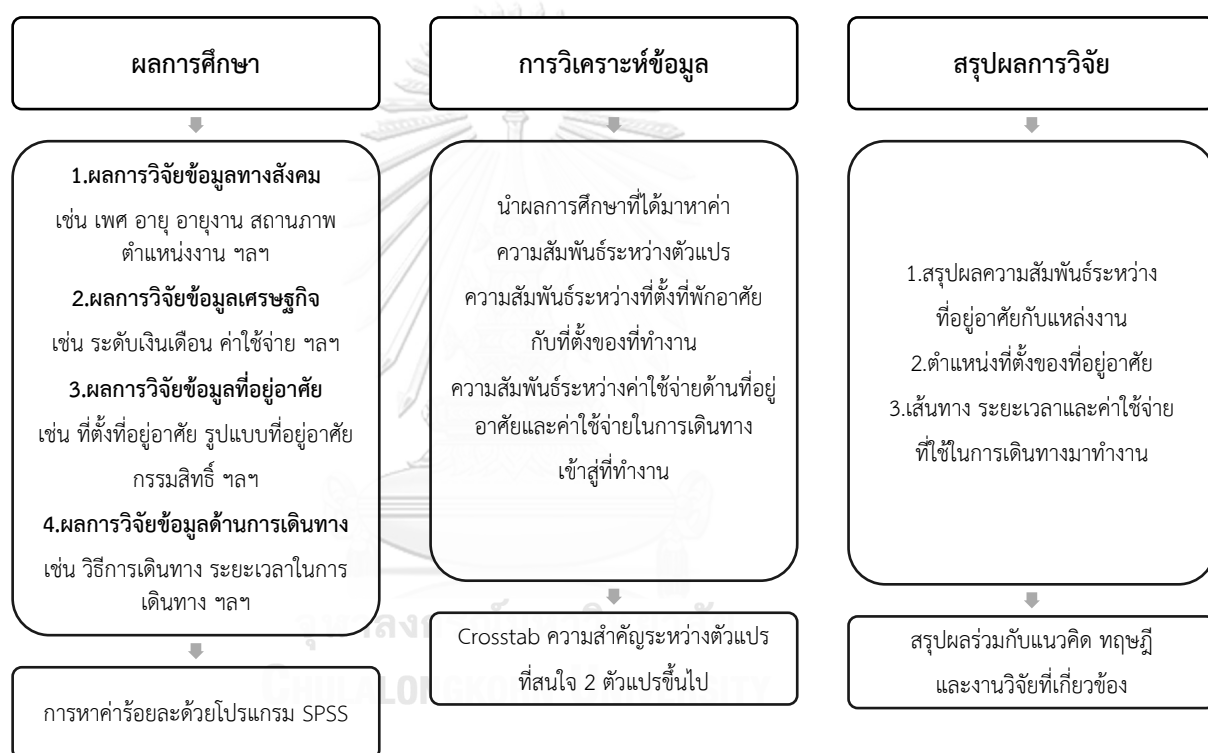 ผลการศึกษา
1.ผลการวิจัยข้อมูลทางสังคม
เช่น เพศ อายุ อายุงาน สถานภาพ
ตำแหน่งงาน ฯลฯ
2.ผลการวิจัยข้อมูลเศรษฐกิจ
เช่น ระดับเงินเดือน ค่าใช้จ่าย ฯลฯ
3.ผลการวิจัยข้อมูลที่อยู่อาศัย
เช่น ที่ตั้งที่อยู่อาศัย รูปแบบที่อยู่อาศัย
กรรมสิทธิ์ ฯลฯ
4.ผลการวิจัยข้อมูลด้านการเดินทาง
เช่น วิธีการเดินทาง ระยะเวลาในการ
เดินทาง ฯลฯ
การหาค่าร้อยละด้วยโปรแกรม SPSS
การวิเคราะห์ข้อมูล
นำผลการศึกษาที่ได้มาหาค่า
ความสัมพันธ์ระหว่างตัวแปร
ความสัมพันธ์ระหว่างที่ตั้งที่พักอาศัย
กับที่ตั้งของที่ทำงาน
ความสัมพันธ์ระหว่างค่าใช้จ่ายด้านที่อยู่
อาศัยและค่าใช้จ่ายในการเดินทาง
เข้าสู่ที่ทำงาน
Crosstab ความสำคัญระหว่างตัวแปร
ที่สนใจ 2 ตัวแปรขึ้นไป
สรุปผลการวิจัย
1.สรุปผลความสัมพันธ์ระหว่าง
ที่อยู่อาศัยกับแหล่งงาน
2.ตำแหน่งที่ตั้งของที่อยู่อาศัย
3.เส้นทาง ระยะเวลาและค่าใช้จ่าย
ที่ใช้ในการเดินทางมาทำงาน
สรุปผลร่วมกับแนวคิด ทฤษฎี
และงานวิจัยที่เกี่ยวข้อง